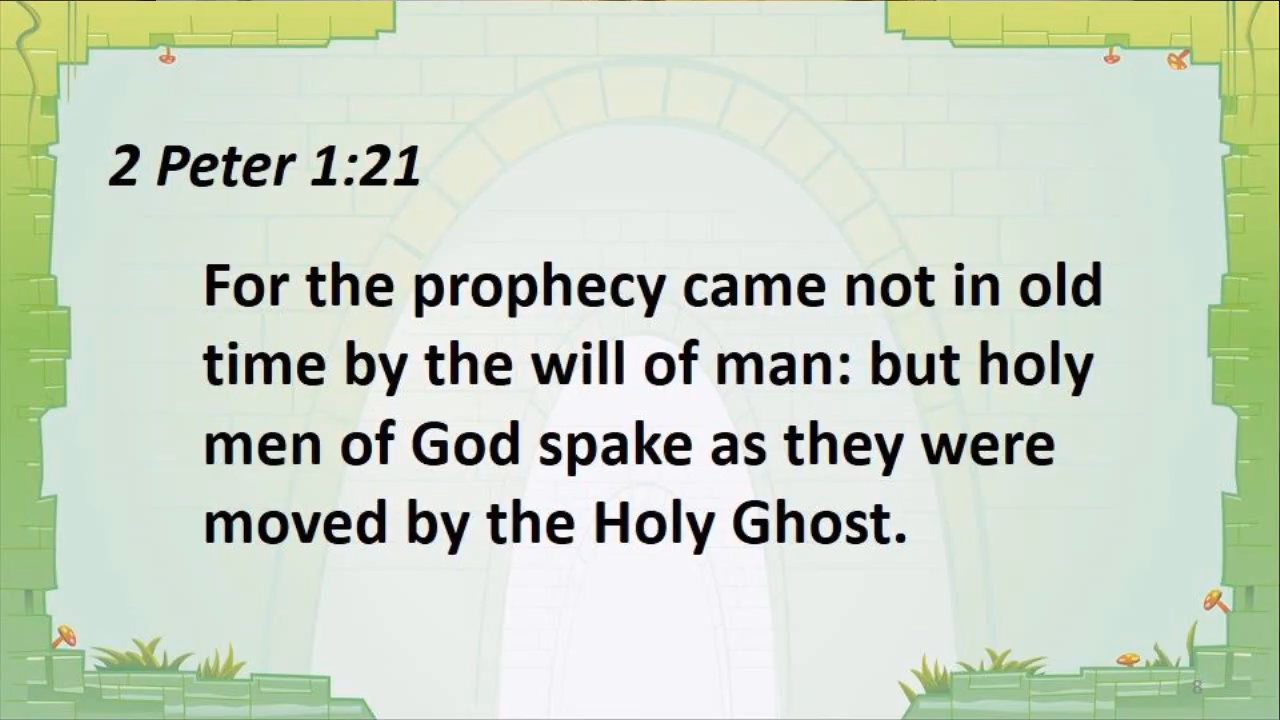 2 Peter 1:21
For the prophecy came not in old
time by the will of man: but holy
men of God spake as they were
moved by the Holy Ghost.
8